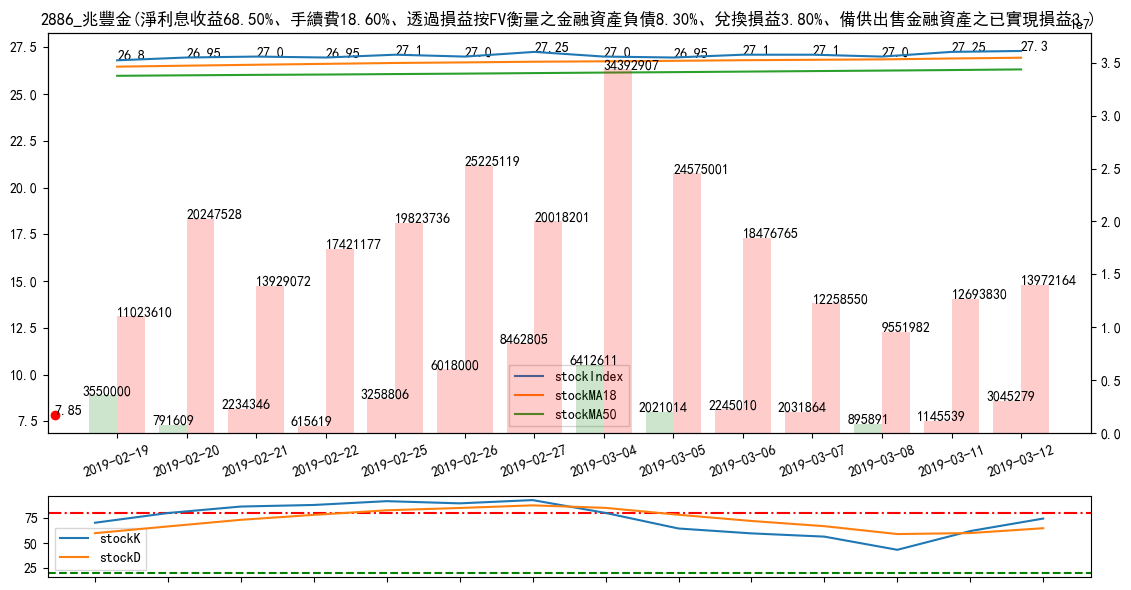 2886_兆豐金(淨利息收益68.50%、手續費18.60%、透過損益按FV衡量之金融資產負債8.30%、兌換損益3.80%、備供出售金融資產之已實現損益3.)
1e7
27.5
25.0
22.5
20.0
17.5
15.0
12.5
10.0
7.5
3.5
3.0
2.5
2.0
1.5
1.0
0.5
0.0
26.8 26.95 27.0 26.95 27.1 27.0 27.25 27.0 26.95 27.1 27.1 27.0 27.25 27.3
11023610 20247528 13929072 17421177 19823736 25225119 20018201 34392907 24575001 18476765 12258550 9551982 12693830 13972164
3550000 791609 2234346 615619 3258806 6018000 8462805 6412611 2021014 2245010 2031864 895891 1145539 3045279
7.85
stockIndex
stockMA18
stockMA50
2019-02-19 2019-02-20 2019-02-21 2019-02-22 2019-02-25 2019-02-26 2019-02-27 2019-03-04 2019-03-05 2019-03-06 2019-03-07 2019-03-08 2019-03-11 2019-03-12
75
50
25
stockK
stockD